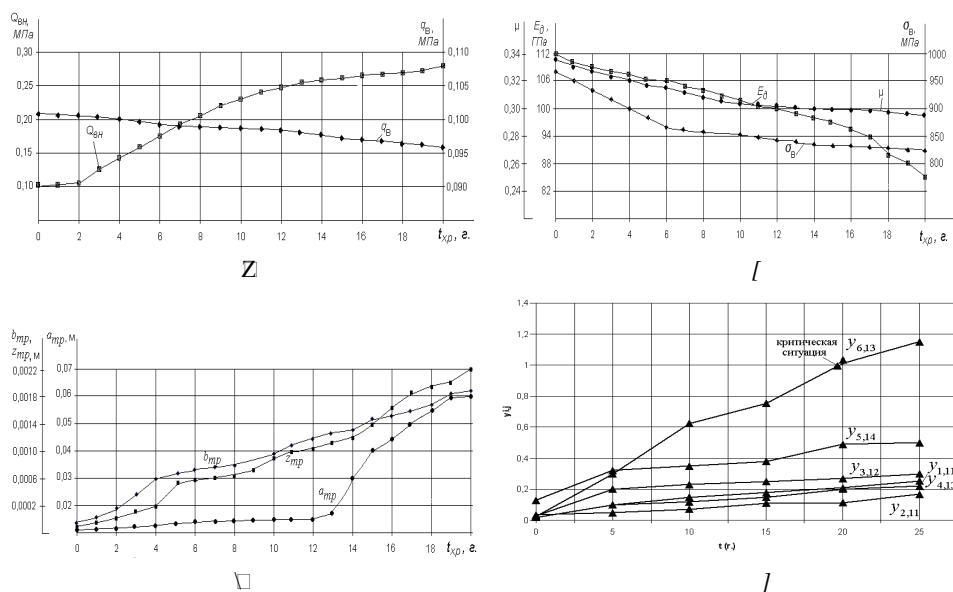 Qвн, МПа
qв, МПа
0,30
0,25
0,20
0,15
0,10
0,110
0,105
0,100
0,095
0,090
Qвн
qв
0 2 4 6 8 10 12 14 16 18
tхр, г.
μ
Eд, ГПа
σв, МПа
0,34
0,32
0,30
0,28
0,26
0,24
112
106
100
94
88
82
1000
950
900
850
800
Eд
μ
σв
0 2 4 6 8 10 12 14 16 18
tхр, г.
Z
[
bтр, zтр, м
aтр, м
0,0022
0,0018
0,0014
0,0010
0,0006
0,0002
0,07
0,06
0,05
0,04
0,03
0,02
bтр
zтр
aтр
0 2 4 6 8 10 12 14 16 18
tхр, г.
\
1,4
1,2
1
0,8
0,6
0,4
0,2
0
критическая
ситуация
y6,13
y5,14
y3,12
y1,11
y2,11
0 5 10 15 20 25
t (г.)
]